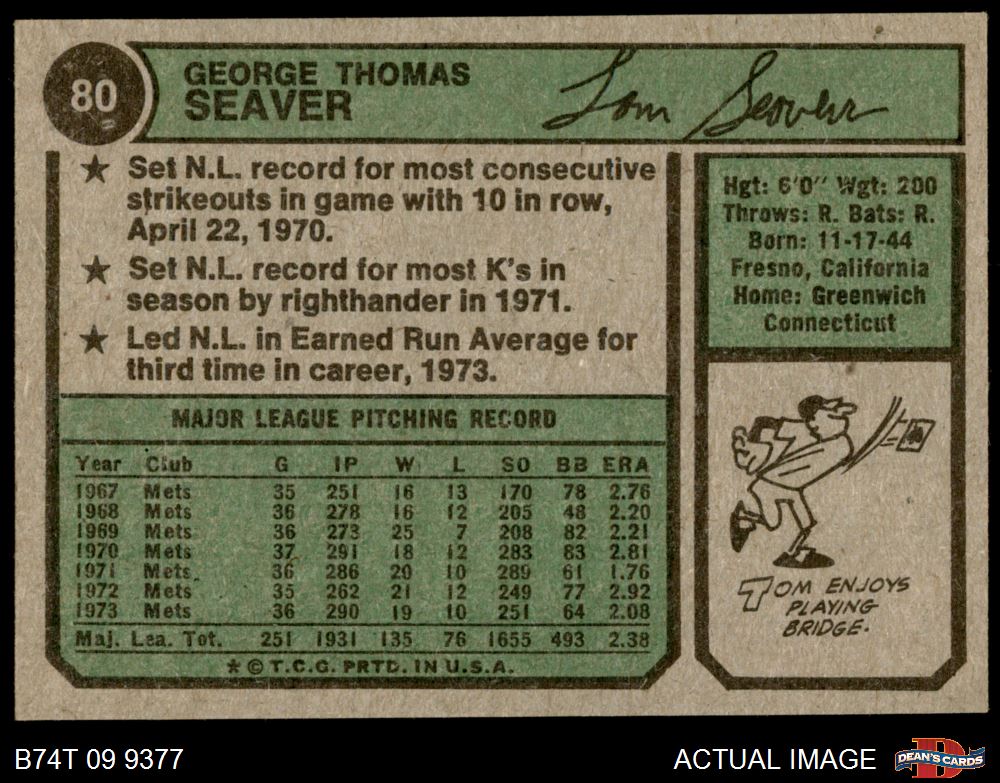 80
GEORGE THOMAS
SEAVER
Tom Seaver
★ Set N.L. record for most consecutive
strikeouts in game with 10 in row,
April 22, 1970.
★ Set N.L. record for most K's in
season by righthander in 1971.
★ Led N.L. in Earned Run Average for
third time in career, 1973.
Hgt: 6'0" Wgt: 200
Throws: R. Bats: R.
Born: 11-17-44
Fresno, California
Home: Greenwich
Connecticut
MAJOR LEAGUE PITCHING RECORD
Year Club G IP W L SO BB ERA
1967 Mets 35 251 16 13 170 78 2.76
1968 Mets 36 278 16 12 205 48 2.20
1969 Mets 36 273 25 7 208 82 2.21
1970 Mets 37 291 18 12 283 83 2.81
1971 Mets 36 286 20 10 289 61 1.76
1972 Mets 35 262 21 12 249 77 2.92
1973 Mets 36 290 19 10 251 64 2.08
Maj. Lea. Tot. 251 1931 135 76 1655 493 2.38
★ © T.C.G. PRTD. IN U.S.A.
TOM ENJOYS
PLAYING
BRIDGE.
B74T 09 9377
ACTUAL IMAGE
D
DEAN'S CARDS